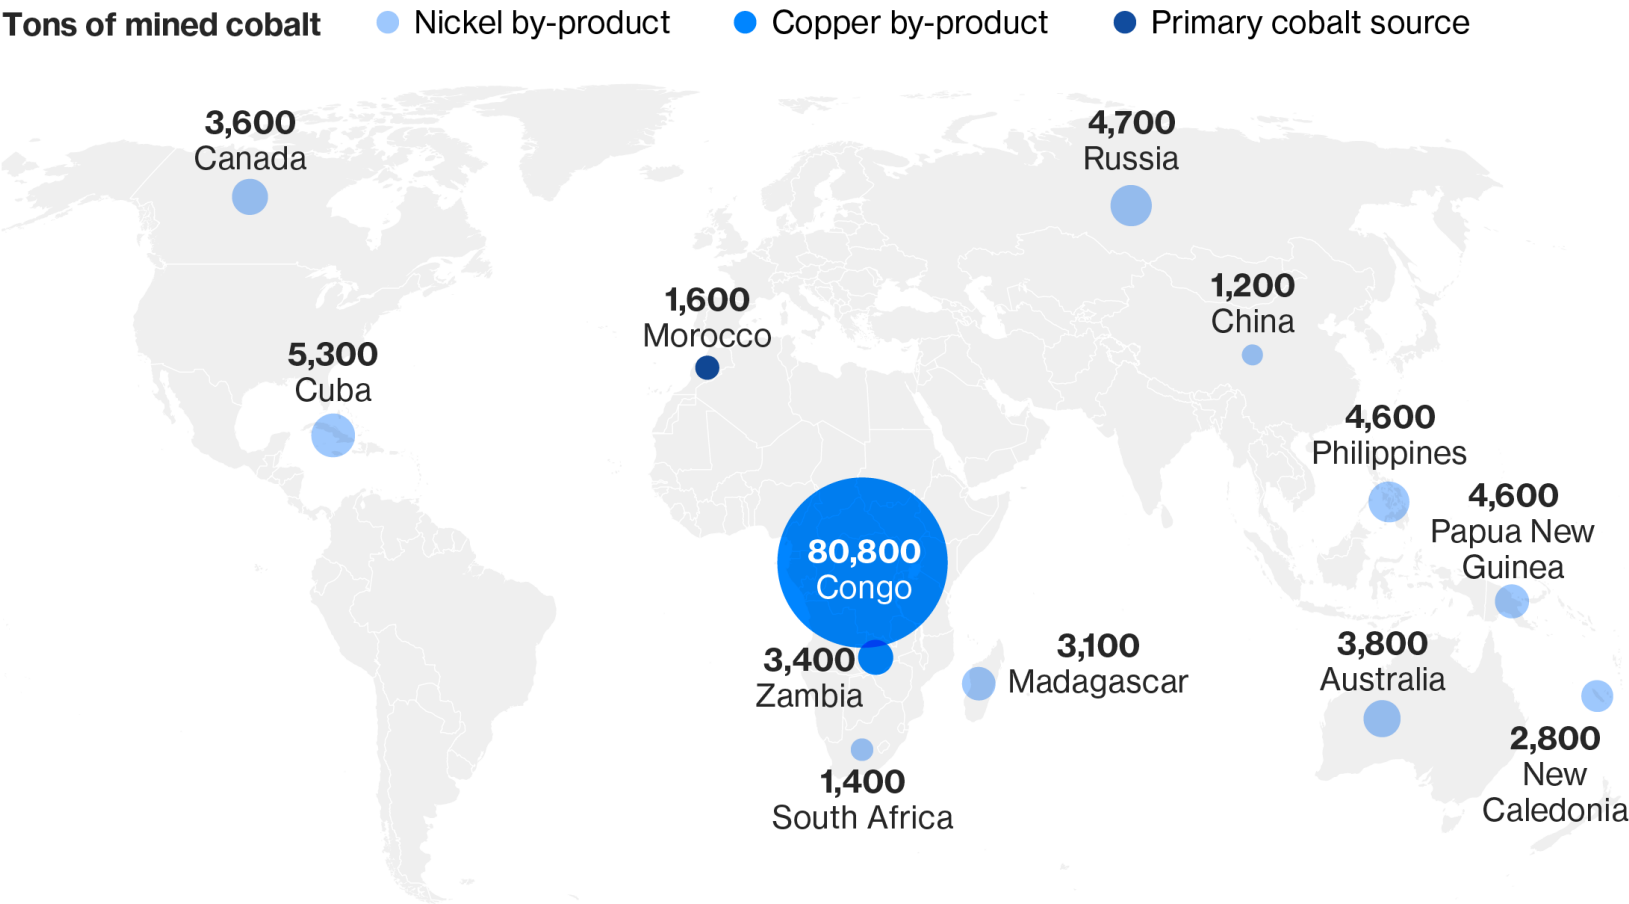 Tons of mined cobalt
Nickel by-product
Copper by-product
Primary cobalt source
3,600
Canada
4,700
Russia
1,200
China
1,600
Morocco
5,300
Cuba
4,600
Philippines
4,600
Papua New
Guinea
80,800
Congo
3,400
Zambia
3,100
Madagascar
3,800
Australia
2,800
New
Caledonia
1,400
South Africa